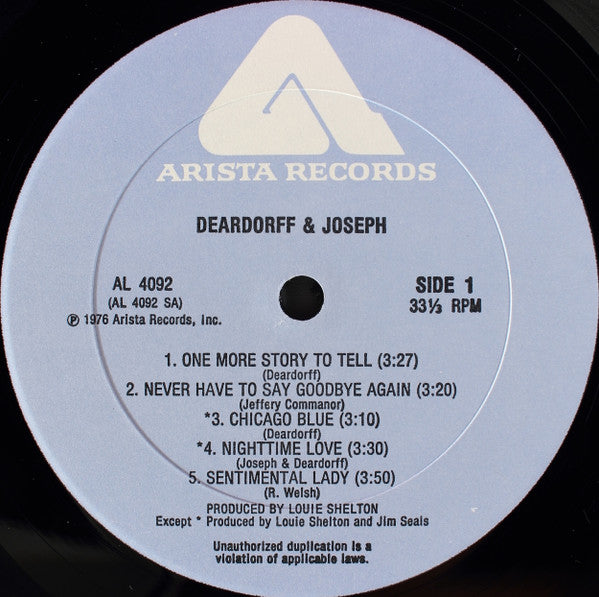 ARISTA RECORDS
DEARDORFF & JOSEPH
AL 4092
(AL 4092 SA)
℗ 1976 Arista Records, Inc.
SIDE 1
33⅓ RPM
1. ONE MORE STORY TO TELL (3:27)
(Deardorff)
2. NEVER HAVE TO SAY GOODBYE AGAIN (3:20)
(Jeffery Commanor)
*3. CHICAGO BLUE (3:10)
(Deardorff)
*4. NIGHTTIME LOVE (3:30)
(Joseph & Deardorff)
5. SENTIMENTAL LADY (3:50)
(R. Welsh)
PRODUCED BY LOUIE SHELTON
Except * Produced by Louie Shelton and Jim Seals
Unauthorized duplication is a
violation of applicable laws.